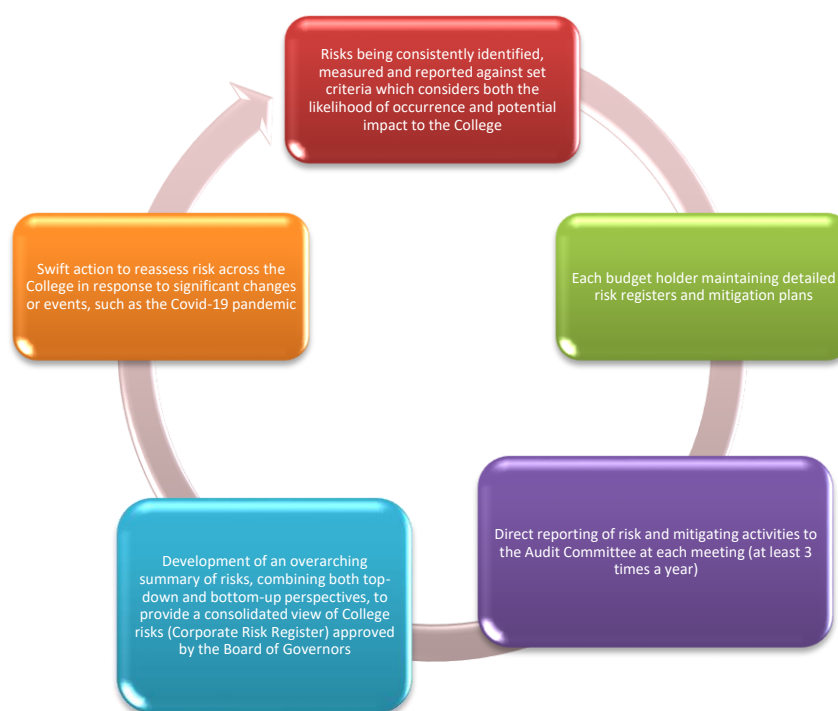 Risks being consistently identified,
measured and reported against set
criteria which considers both the
likelihood of occurrence and potential
impact to the College
Each budget holder maintaining detailed
risk registers and mitigation plans
Direct reporting of risk and mitigating activities to
the Audit Committee at each meeting (at least 3
times a year)
Development of an overarching
summary of risks, combining both top-
down and bottom-up perspectives, to
provide a consolidated view of College
risks (Corporate Risk Register) approved
by the Board of Governors
Swift action to reassess risk across the
College in response to significant changes
or events, such as the Covid-19 pandemic